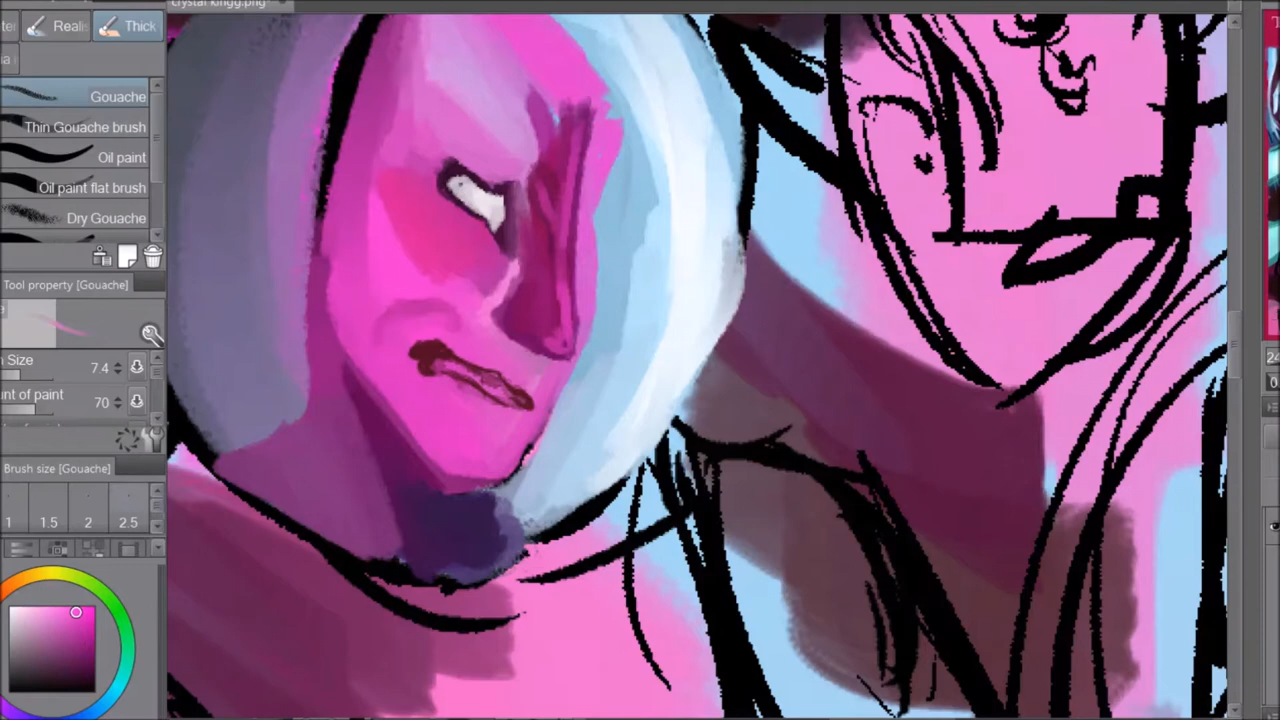 crystal kingg.png*
Realis
Thick
Gouache
Thin Gouache brush
Oil paint
Oil paint flat brush
Dry Gouache
Tool property [Gouache]
Size
7.4
nt of paint
70
Brush size [Gouache]
1 1.5 2 2.5
24